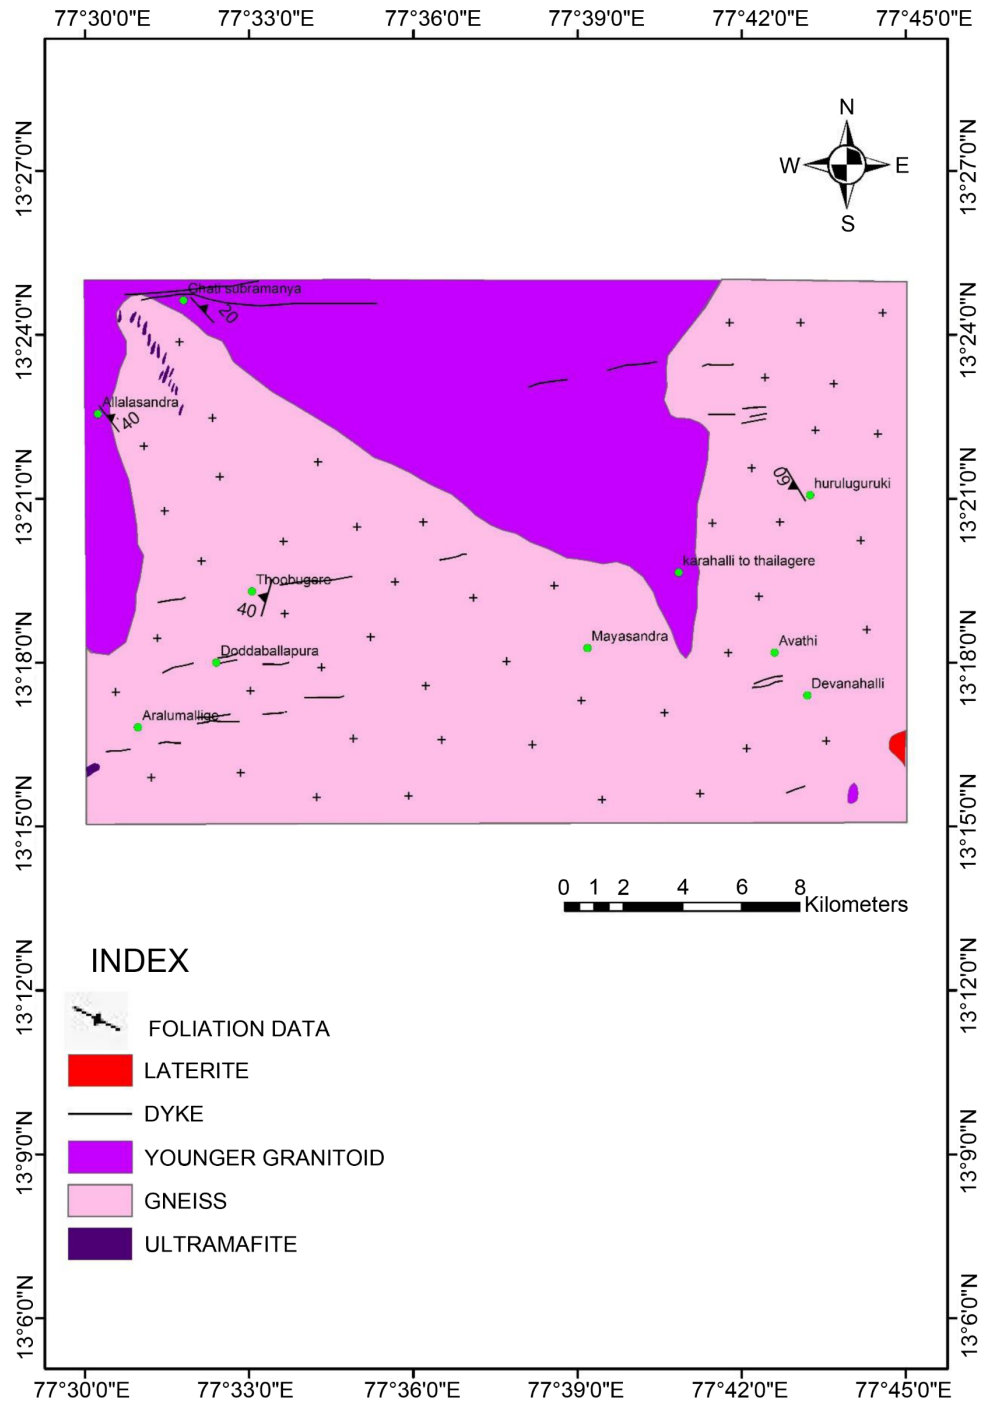 77°30'0"E 77°33'0"E 77°36'0"E 77°39'0"E 77°42'0"E 77°45'0"E
N
W E
S
13°27'0"N 13°27'0"N
13°24'0"N 13°24'0"N
13°21'0"N 13°21'0"N
13°18'0"N 13°18'0"N
13°15'0"N 13°15'0"N
13°12'0"N 13°12'0"N
13°9'0"N 13°9'0"N
13°6'0"N 13°6'0"N
Ghati subramanya
20
Allalasandra
40
huruluguruki
60
karahalli to thailagere
Thoobugere
40
Mayasandra
Avathi
Doddaballapura
Devanahalli
Aralumallige
0 1 2 4 6 8
Kilometers
INDEX
FOLIATION DATA
LATERITE
DYKE
YOUNGER GRANITOID
GNEISS
ULTRAMAFITE
77°30'0"E 77°33'0"E 77°36'0"E 77°39'0"E 77°42'0"E 77°45'0"E